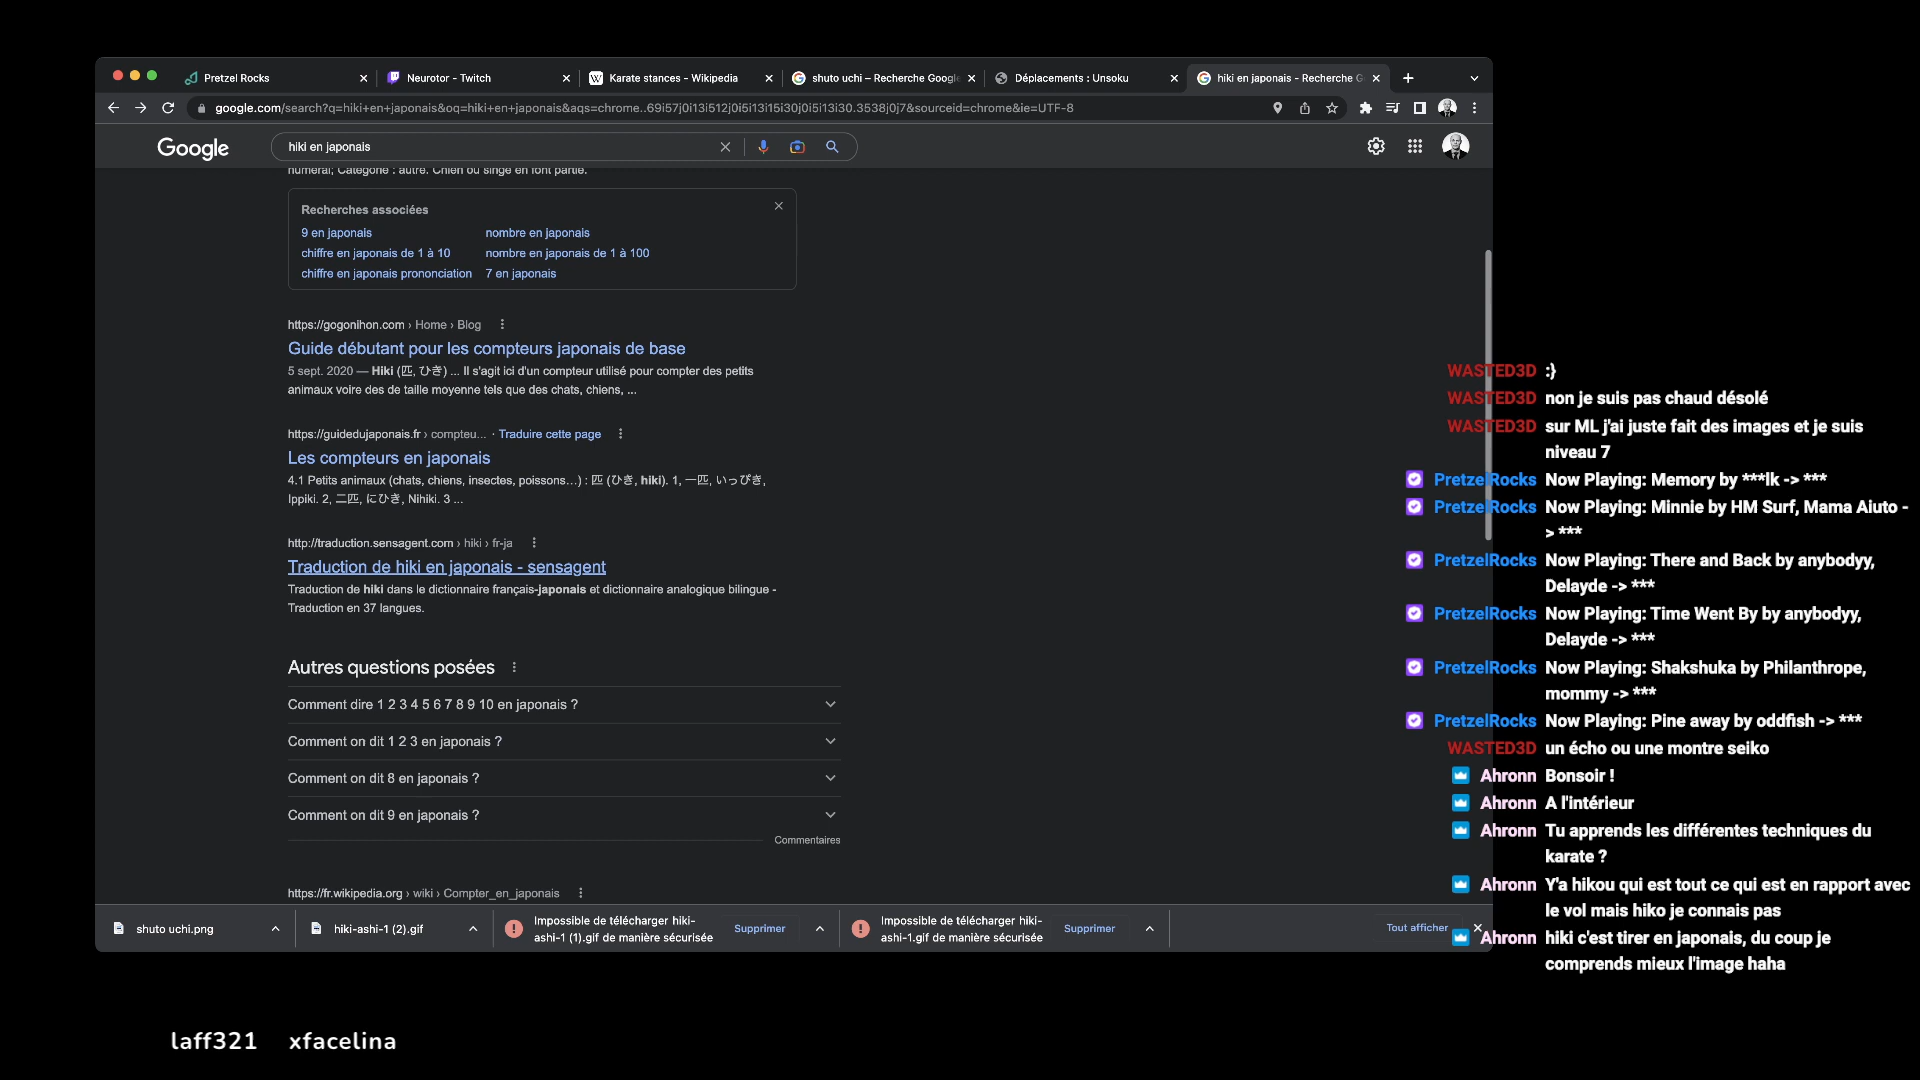 Pretzel Rocks
Neurotor - Twitch
Karate stances - Wikipedia
shuto uchi – Recherche Google
Déplacements : Unsoku
hiki en japonais - Recherche G
google.com/search?q=hiki+en+japonais&oq=hiki+en+japonais&aqs=chrome..69i57j0i13i512j0i5i13i15i30j0i5i13i30.3538j0j7&sourceid=chrome&ie=UTF-8
Google
hiki en japonais
numéral; Catégorie : autre. Chien ou singe en font partie.
Recherches associées
9 en japonais
nombre en japonais
chiffre en japonais de 1 à 10
nombre en japonais de 1 à 100
chiffre en japonais prononciation
7 en japonais
https://gogonihon.com › Home › Blog
Guide débutant pour les compteurs japonais de base
5 sept. 2020 — Hiki (匹, ひき) ... Il s'agit ici d'un compteur utilisé pour compter des petits
animaux voire des de taille moyenne tels que des chats, chiens, ...
https://guidedujaponais.fr › compteu... · Traduire cette page
Les compteurs en japonais
4.1 Petits animaux (chats, chiens, insectes, poissons…) : 匹 (ひき, hiki). 1, 一匹, いっぴき,
Ippiki. 2, 二匹, にひき, Nihiki. 3 ...
http://traduction.sensagent.com › hiki › fr-ja
Traduction de hiki en japonais - sensagent
Traduction de hiki dans le dictionnaire français-japonais et dictionnaire analogique bilingue -
Traduction en 37 langues.
Autres questions posées
Comment dire 1 2 3 4 5 6 7 8 9 10 en japonais ?
Comment on dit 1 2 3 en japonais ?
Comment on dit 8 en japonais ?
Comment on dit 9 en japonais ?
Commentaires
https://fr.wikipedia.org › wiki › Compter_en_japonais
shuto uchi.png
hiki-ashi-1 (2).gif
Impossible de télécharger hiki-
ashi-1 (1).gif de manière sécurisée
Supprimer
Impossible de télécharger hiki-
ashi-1.gif de manière sécurisée
Supprimer
Tout afficher
WASTED3D :}
WASTED3D non je suis pas chaud désolé
WASTED3D sur ML j'ai juste fait des images et je suis
niveau 7
PretzelRocks Now Playing: Memory by ***lk -> ***
PretzelRocks Now Playing: Minnie by HM Surf, Mama Aiuto -
> ***
PretzelRocks Now Playing: There and Back by anybodyy,
Delayde -> ***
PretzelRocks Now Playing: Time Went By by anybodyy,
Delayde -> ***
PretzelRocks Now Playing: Shakshuka by Philanthrope,
mommy -> ***
PretzelRocks Now Playing: Pine away by oddfish -> ***
WASTED3D un écho ou une montre seiko
Ahronn Bonsoir !
Ahronn A l'intérieur
Ahronn Tu apprends les différentes techniques du
karate ?
Ahronn Y'a hikou qui est tout ce qui est en rapport avec
le vol mais hiko je connais pas
Ahronn hiki c'est tirer en japonais, du coup je
comprends mieux l'image haha
laff321 xfacelina